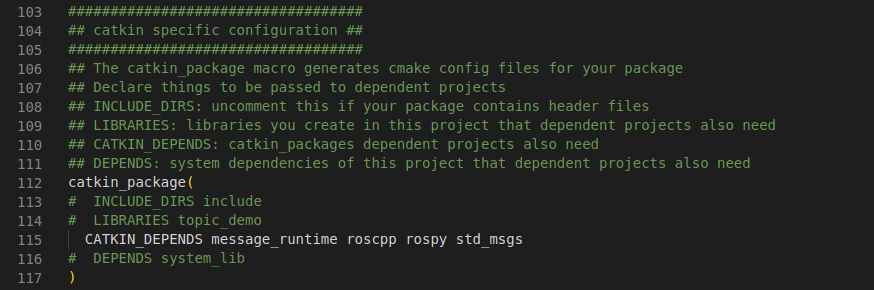 103 ###################################
104 ## catkin specific configuration ##
105 ###################################
106 ## The catkin_package macro generates cmake config files for your package
107 ## Declare things to be passed to dependent projects
108 ## INCLUDE_DIRS: uncomment this if your package contains header files
109 ## LIBRARIES: libraries you create in this project that dependent projects also need
110 ## CATKIN_DEPENDS: catkin_packages dependent projects also need
111 ## DEPENDS: system dependencies of this project that dependent projects also need
112 catkin_package(
113 #  INCLUDE_DIRS include
114 #  LIBRARIES topic_demo
115   CATKIN_DEPENDS message_runtime roscpp rospy std_msgs
116 #  DEPENDS system_lib
117 )